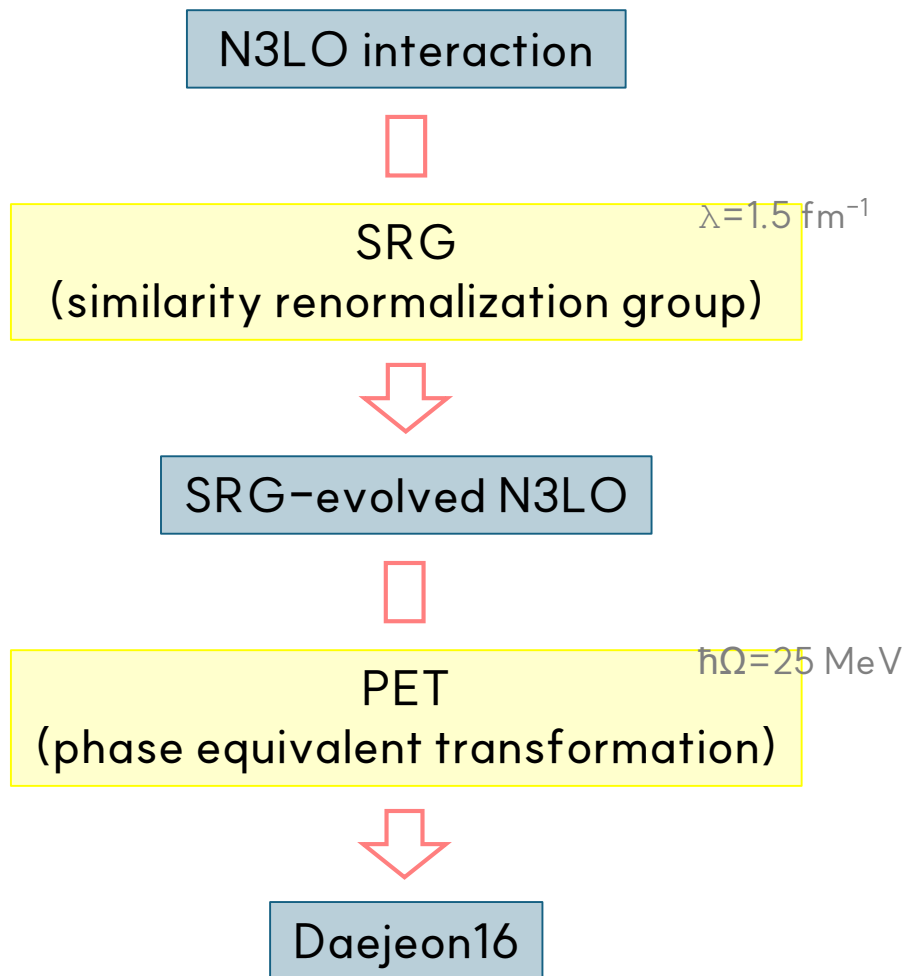 N3LO interaction
λ=1.5 fm⁻¹
SRG
(similarity renormalization group)
SRG-evolved N3LO
ħΩ=25 MeV
PET
(phase equivalent transformation)
Daejeon16